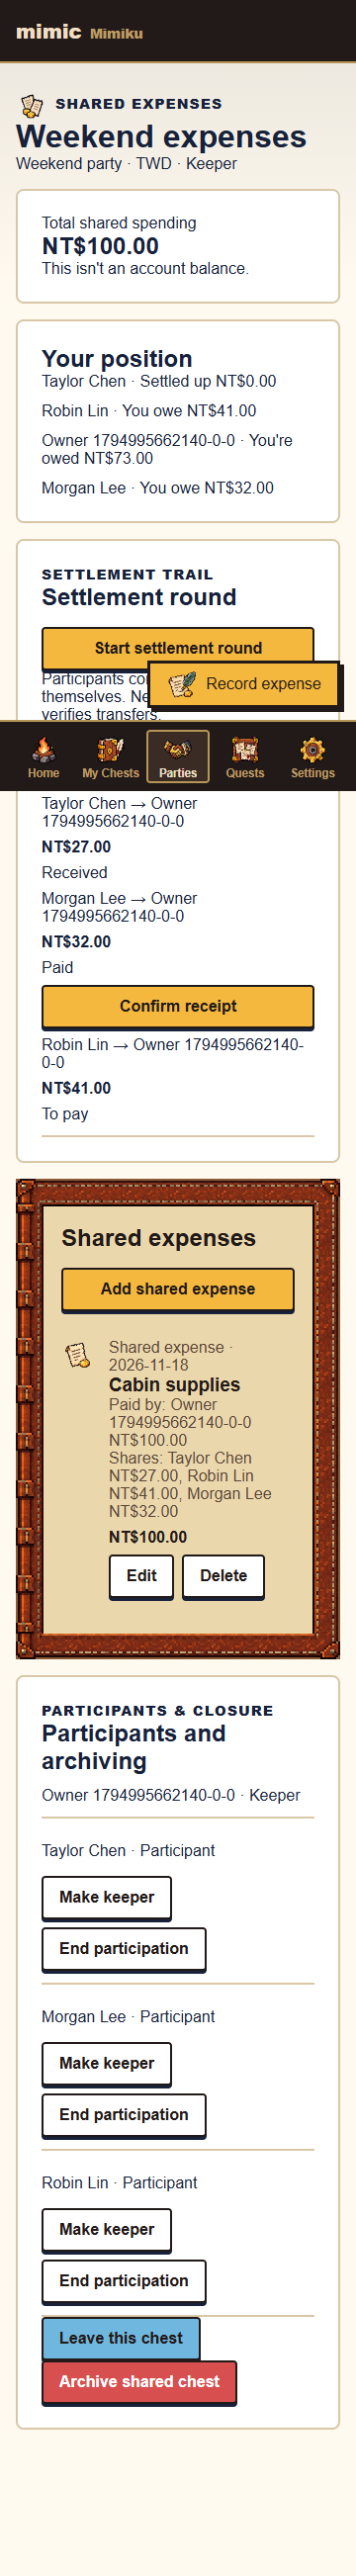 mimic Mimiku
SHARED EXPENSES
Weekend expenses
Weekend party · TWD · Keeper
Total shared spending
NT$100.00
This isn't an account balance.
Your position
Taylor Chen · Settled up NT$0.00
Robin Lin · You owe NT$41.00
Owner 1794995662140-0-0 · You're
owed NT$73.00
Morgan Lee · You owe NT$32.00
SETTLEMENT TRAIL
Settlement round
Start settlement round
Participants
themselves. Ne
verifies transfers.
Record expense
Home
My Chests
Parties
Quests
Settings
Taylor Chen → Owner
1794995662140-0-0
NT$27.00
Received
Morgan Lee → Owner
1794995662140-0-0
NT$32.00
Paid
Confirm receipt
Robin Lin → Owner 1794995662140-
0-0
NT$41.00
To pay
Shared expenses
Add shared expense
Shared expense ·
2026-11-18
Cabin supplies
Paid by: Owner
1794995662140-0-0
NT$100.00
Shares: Taylor Chen
NT$27.00, Robin Lin
NT$41.00, Morgan Lee
NT$32.00
NT$100.00
Edit
Delete
PARTICIPANTS & CLOSURE
Participants and
archiving
Owner 1794995662140-0-0 · Keeper
Taylor Chen · Participant
Make keeper
End participation
Morgan Lee · Participant
Make keeper
End participation
Robin Lin · Participant
Make keeper
End participation
Leave this chest
Archive shared chest